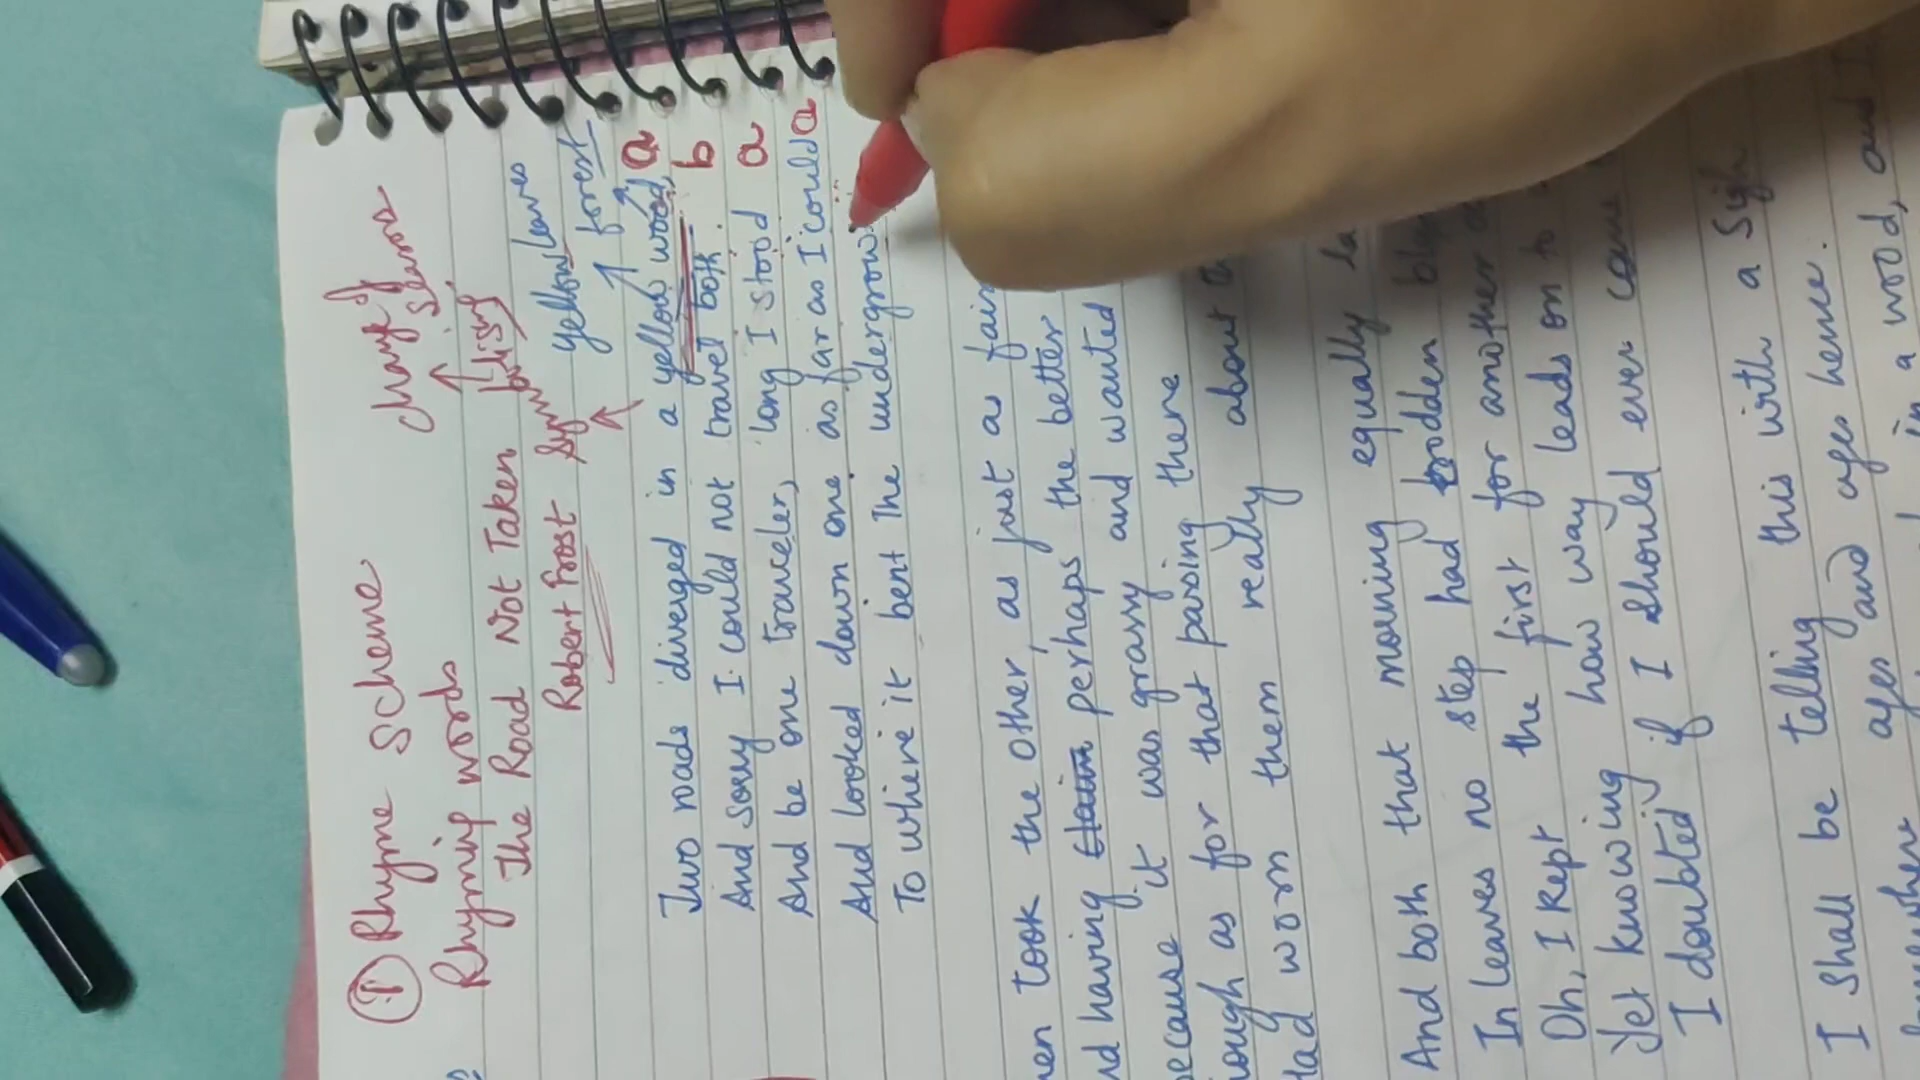 ① Rhyme Scheme
change of season
Rhyming words
The Road Not Taken
Robert Frost
yellow leaves
yellow forest
Two roads diverged in a yellow wood, a
And sorry I could not travel both b
And be one traveler, long I stood a
And looked down one as far as I could a
To where it bent the undergrow
took the other, as just as fair
having perhaps the better
because it was grassy and wanted
as for that passing there
worn them really about
And both that morning equally la
In leaves no step had trodden bla
Oh, I kept the first for another
Yet knowing how way leads on to
I doubted if I should ever come
I shall be telling this with a sigh
ages and ages hence.
in a wood, and